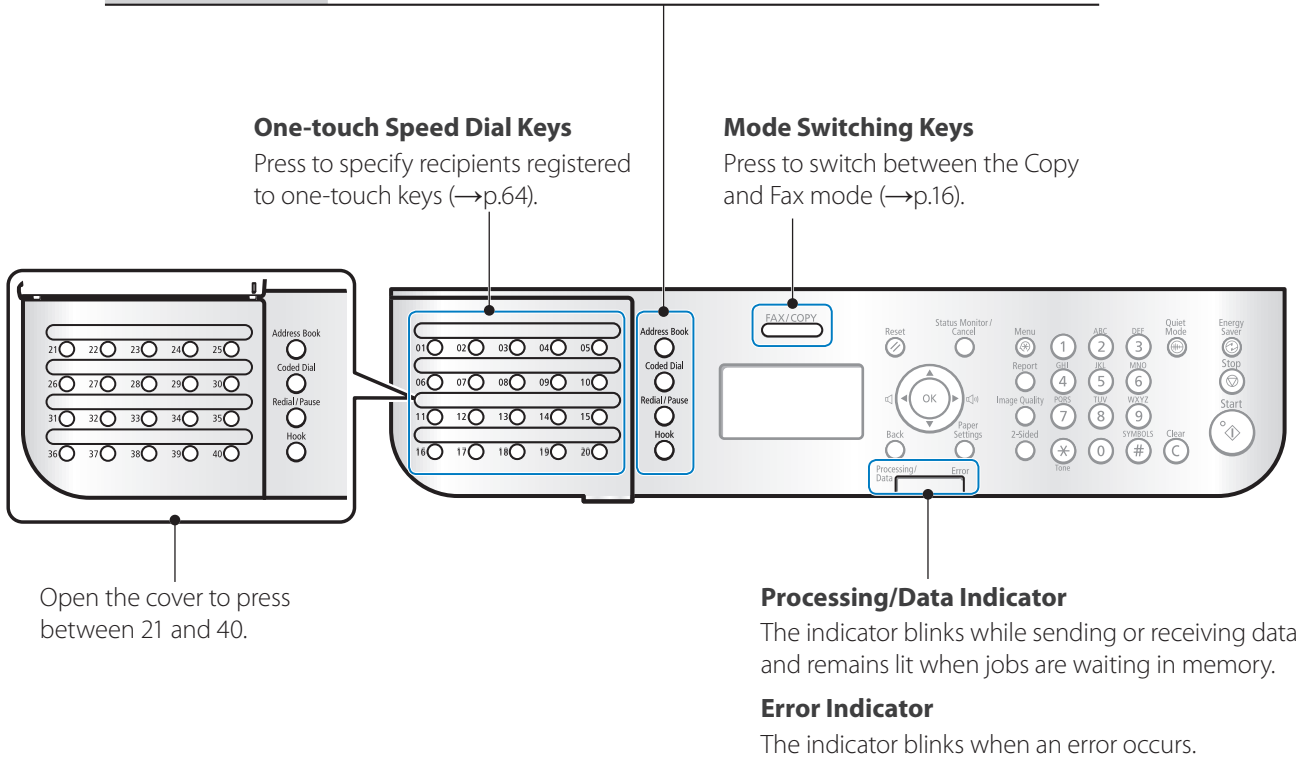 One-touch Speed Dial Keys
Press to specify recipients registered
to one-touch keys (→p.64).
Mode Switching Keys
Press to switch between the Copy
and Fax mode (→p.16).
Address Book
21 22 23 24 25
Coded Dial
26 27 28 29 30
Redial/Pause
31 32 33 34 35
Hook
36 37 38 39 40
Address Book
01 02 03 04 05
Coded Dial
06 07 08 09 10
Redial/Pause
11 12 13 14 15
Hook
16 17 18 19 20
FAX/COPY
Reset
Status Monitor/
Cancel
OK
Back
Paper
Settings
Processing/
Data
Error
Menu
Report
Image Quality
2-Sided
ABC DEF
1 2 3
GHI JKL MNO
4 5 6
PQRS TUV WXYZ
7 8 9
SYMBOLS
* 0 #
Tone
Quiet
Mode
Clear
C
Energy
Saver
Stop
Start
Open the cover to press
between 21 and 40.
Processing/Data Indicator
The indicator blinks while sending or receiving data
and remains lit when jobs are waiting in memory.
Error Indicator
The indicator blinks when an error occurs.